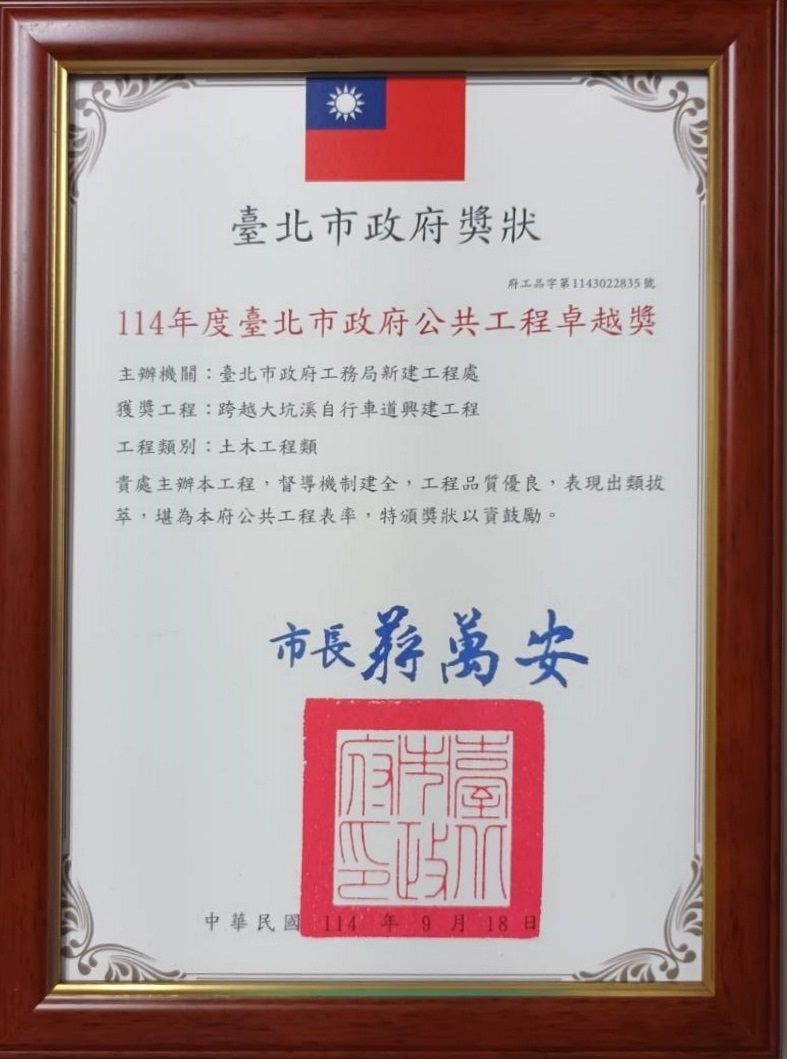 臺北市政府獎狀
府工品字第1143022835號
114年度臺北市政府公共工程卓越獎
主辦機關：臺北市政府工務局新建工程處
獲獎工程：跨越大坑溪自行車道興建工程
工程類別：土木工程類
貴處主辦本工程，督導機制建全，工程品質優良，表現出類拔
萃，堪為本府公共工程表率，特頒獎狀以資鼓勵。
市長 蔣萬安
臺北市政府印
中華民國 114 年 9 月 18 日